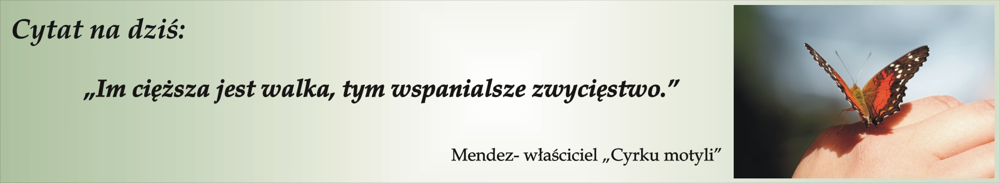 Cytat na dziś:
„Im cięższa jest walka, tym wspanialsze zwycięstwo.”
Mendez- właściciel „Cyrku motyli”